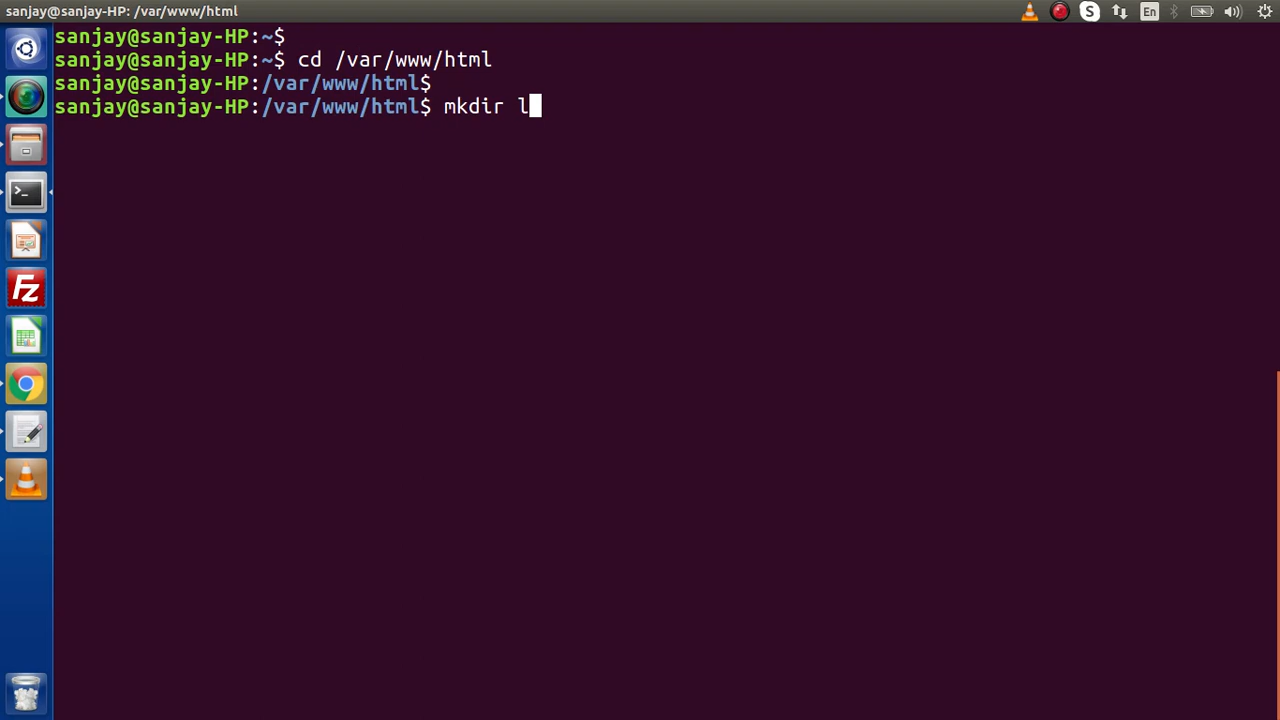 sanjay@sanjay-HP: /var/www/html
En
sanjay@sanjay-HP:~$
sanjay@sanjay-HP:~$ cd /var/www/html
sanjay@sanjay-HP:/var/www/html$
sanjay@sanjay-HP:/var/www/html$ mkdir l